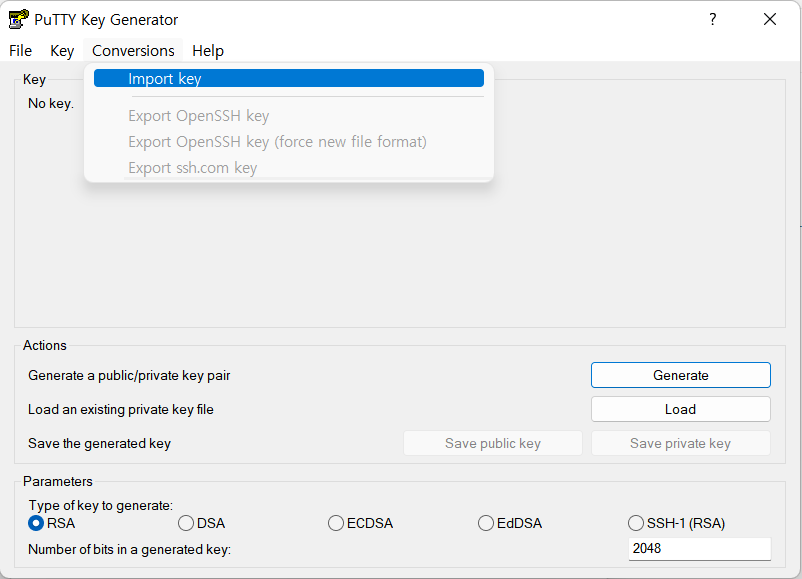 PuTTY Key Generator ?
File Key Conversions Help
Key
Import key
No key.
Export OpenSSH key
Export OpenSSH key (force new file format)
Export ssh.com key
Actions
Generate a public/private key pair Generate
Load an existing private key file Load
Save the generated key Save public key Save private key
Parameters
Type of key to generate:
RSA DSA ECDSA EdDSA SSH-1 (RSA)
Number of bits in a generated key: 2048